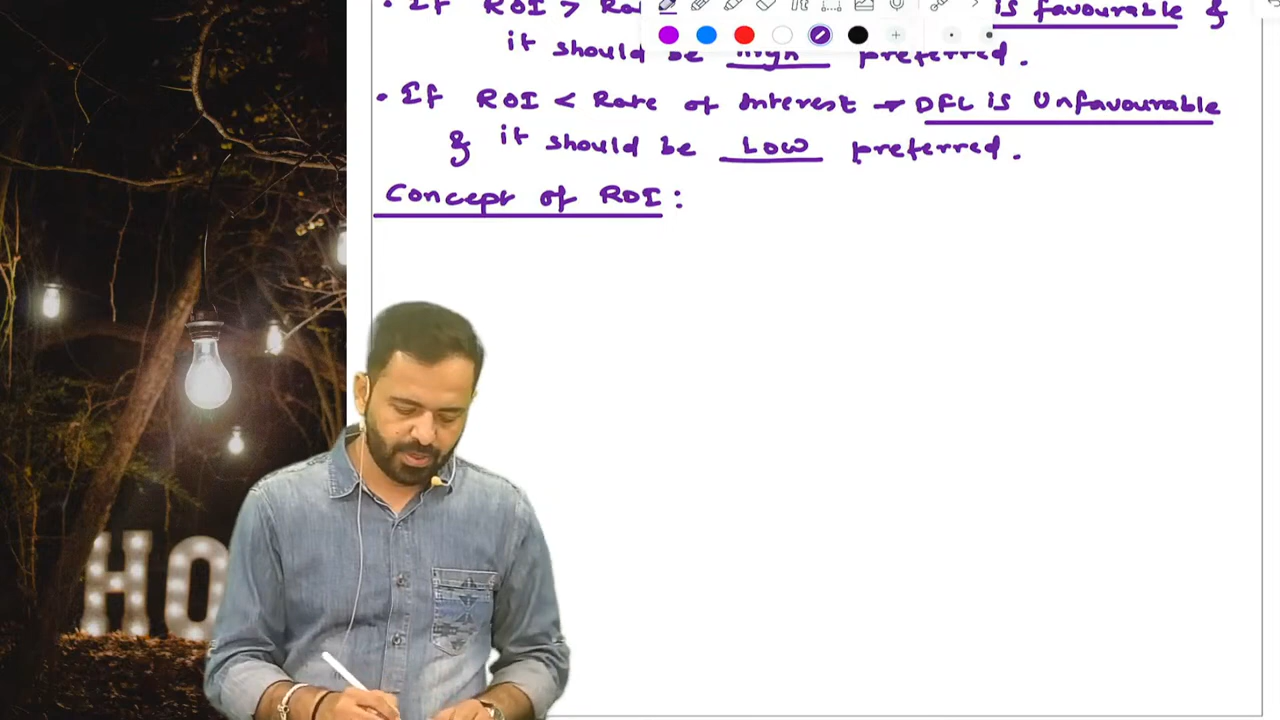 • If ROI > is favourable &
it should be High preferred.
• If ROI < Rate of Interest → DFL is Unfavourable
& it should be Low preferred.
Concept of ROI :
HO